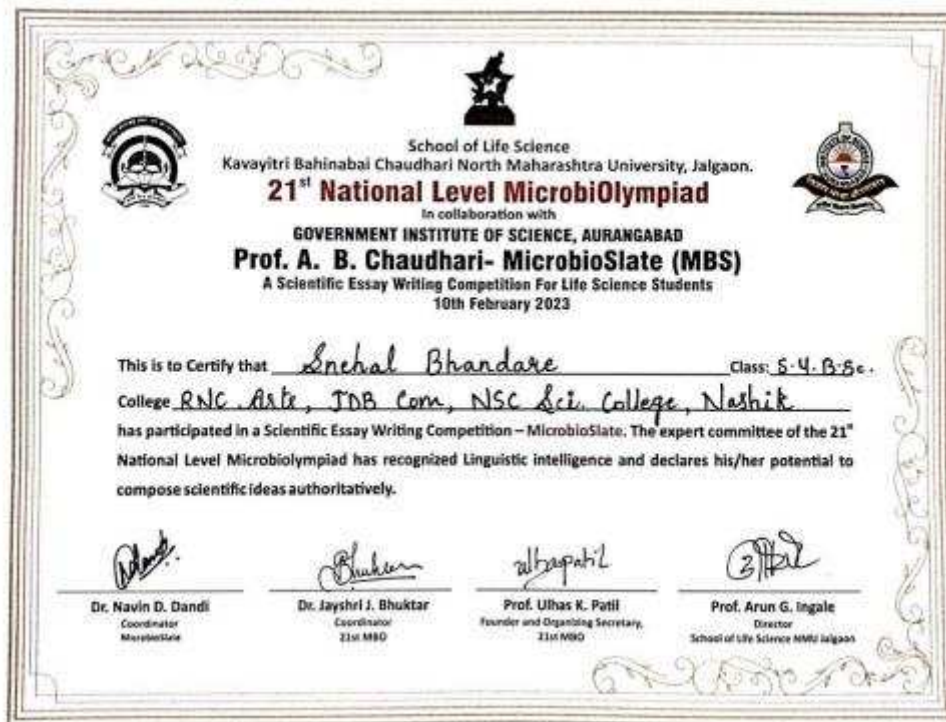 School of Life Science
Kavayitri Bahinabai Chaudhari North Maharashtra University, Jalgaon.
21st National Level MicrobiOlympiad
In collaboration with
GOVERNMENT INSTITUTE OF SCIENCE, AURANGABAD
Prof. A. B. Chaudhari- MicrobioSlate (MBS)
A Scientific Essay Writing Competition For Life Science Students
10th February 2023
This is to Certify that Snehal Bhandare Class: S.Y.B.Sc.
College RNC Arts, JDB Com, NSC Sci. College, Nashik
has participated in a Scientific Essay Writing Competition – MicrobioSlate. The expert committee of the 21st
National Level Microbiolympiad has recognized Linguistic intelligence and declares his/her potential to
compose scientific ideas authoritatively.
Dr. Navin D. Dandi
Coordinator
MicrobioSlate
Dr. Jayshri J. Bhuktar
Coordinator
21st MBO
Prof. Ulhas K. Patil
Founder and Organizing Secretary,
21st MBO
Prof. Arun G. Ingale
Director
School of Life Science NMU Jalgaon